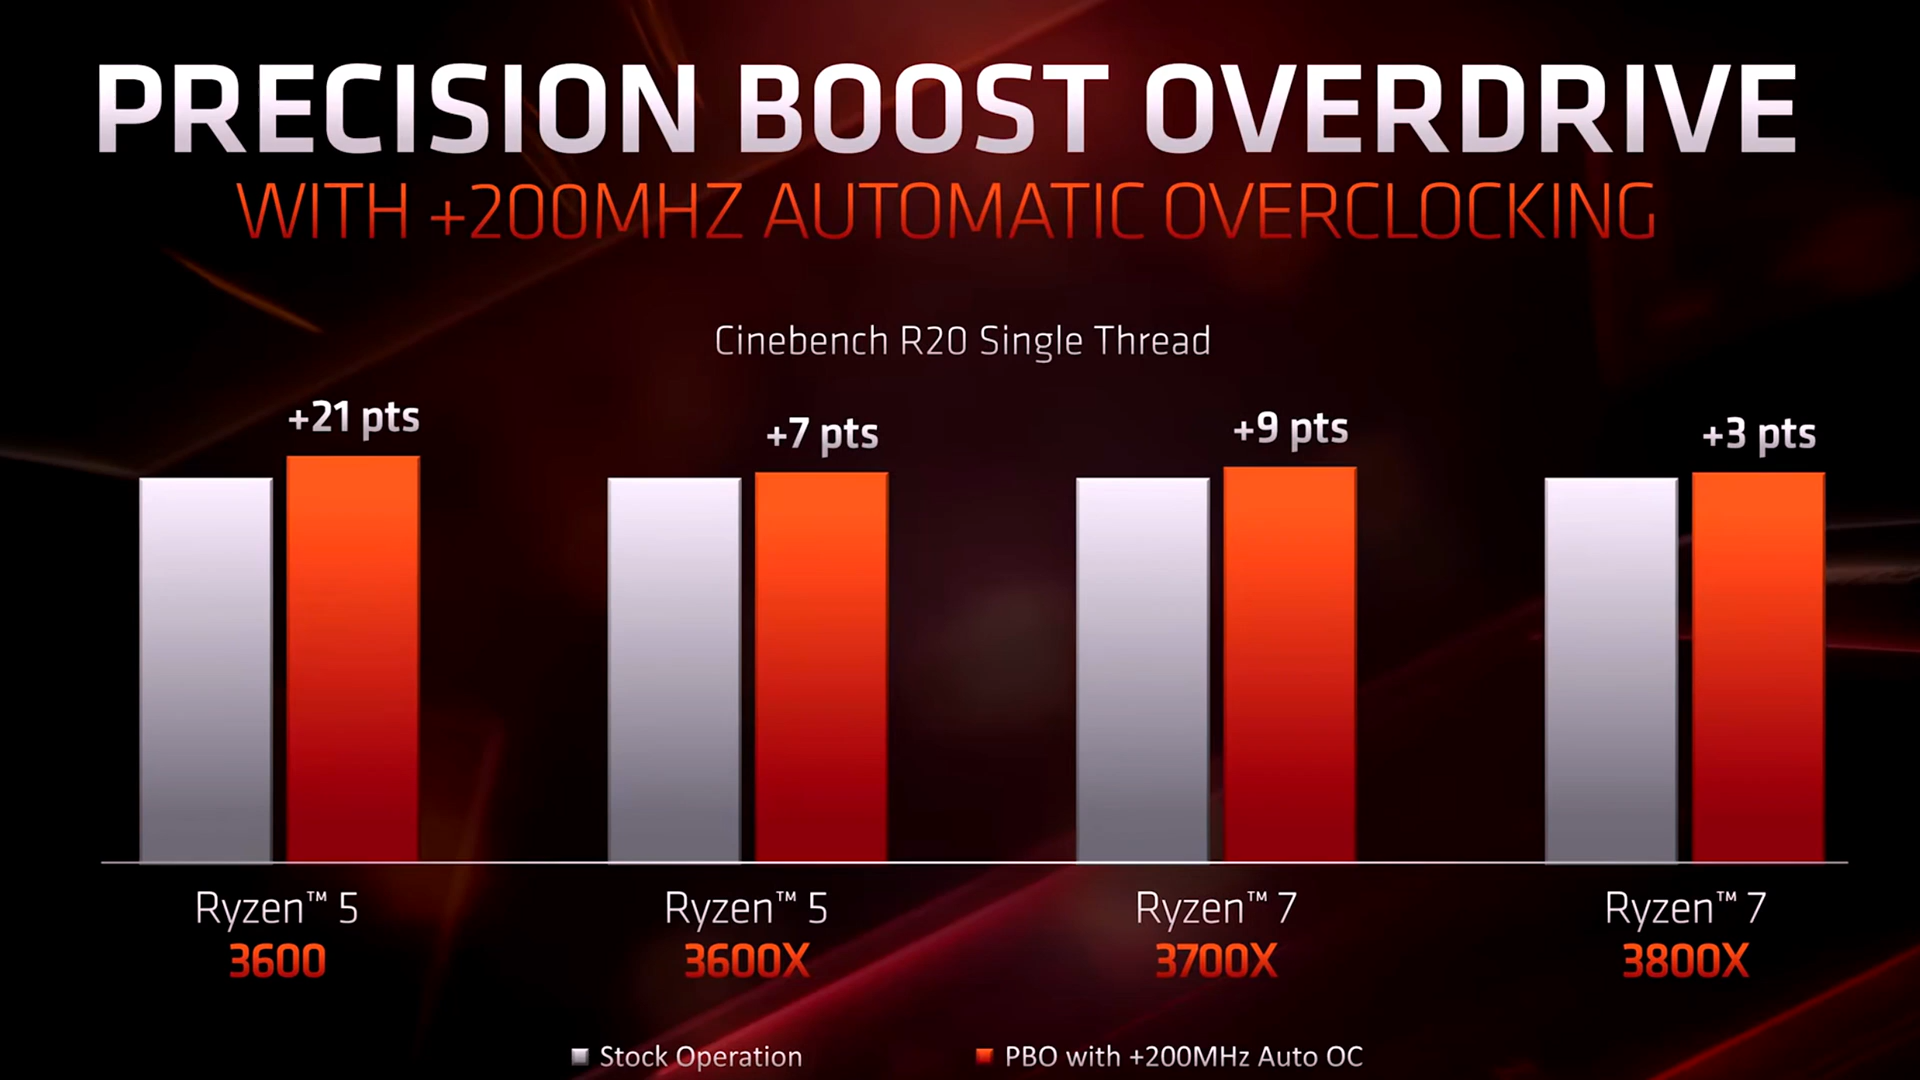 PRECISION BOOST OVERDRIVE
WITH +200MHZ AUTOMATIC OVERCLOCKING
Cinebench R20 Single Thread
+21 pts
+7 pts
+9 pts
+3 pts
Ryzen™ 5
3600
Ryzen™ 5
3600X
Ryzen™ 7
3700X
Ryzen™ 7
3800X
Stock Operation
PBO with +200MHz Auto OC